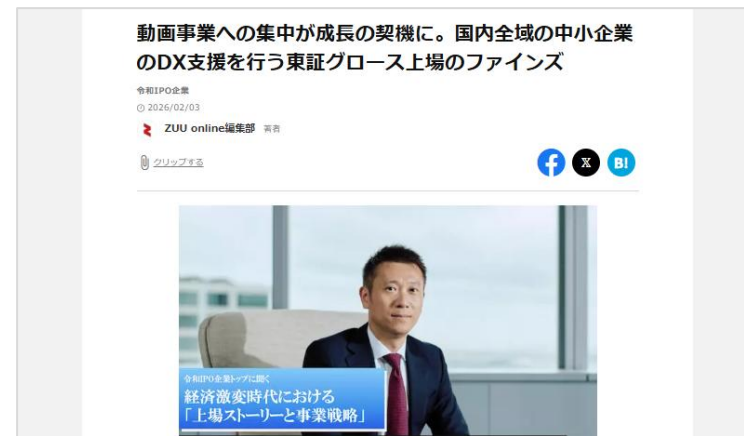 動画事業への集中が成長の契機に。国内全域の中小企業
のDX支援を行う東証グロース上場のファインズ
令和IPO企業
2026/02/03
ZUU online編集部 著者
クリップする
f X B!
令和IPO企業トップに聞く
経済激変時代における
「上場ストーリーと事業戦略」